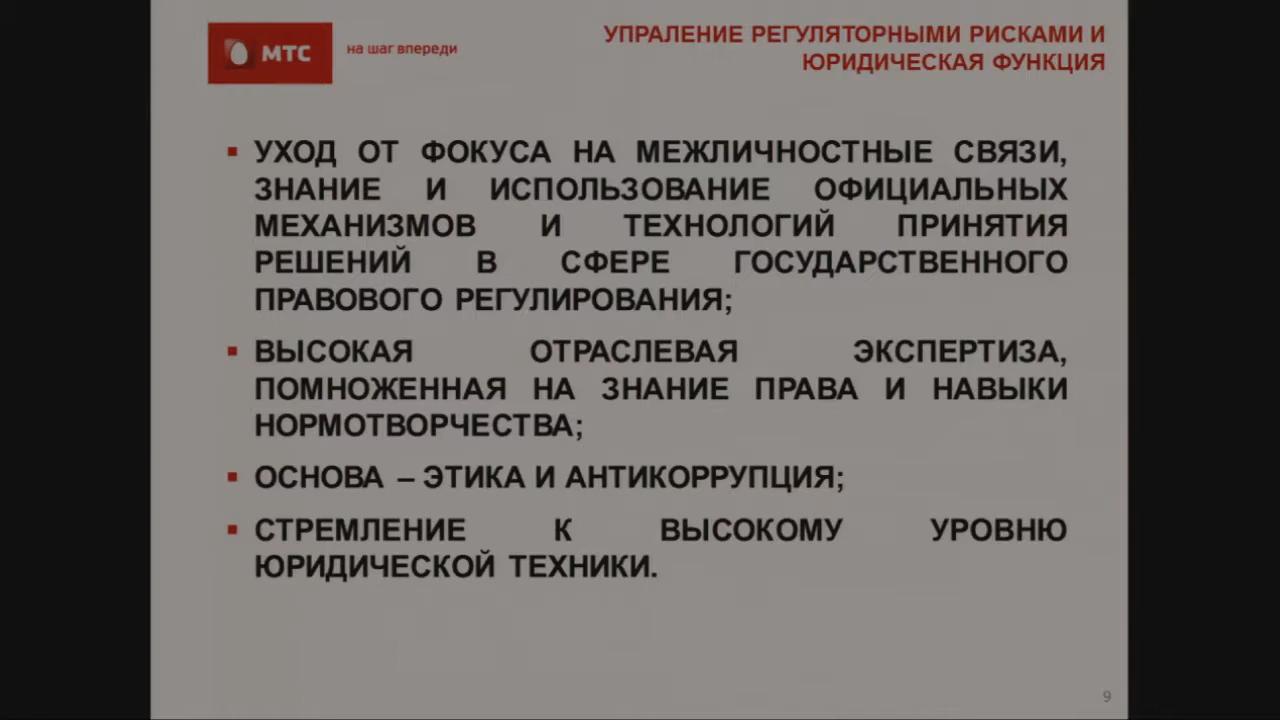 МТС
на шаг впереди
УПРАЛЕНИЕ РЕГУЛЯТОРНЫМИ РИСКАМИ И
ЮРИДИЧЕСКАЯ ФУНКЦИЯ
УХОД ОТ ФОКУСА НА МЕЖЛИЧНОСТНЫЕ СВЯЗИ,
ЗНАНИЕ И ИСПОЛЬЗОВАНИЕ ОФИЦИАЛЬНЫХ
МЕХАНИЗМОВ И ТЕХНОЛОГИЙ ПРИНЯТИЯ
РЕШЕНИЙ В СФЕРЕ ГОСУДАРСТВЕННОГО
ПРАВОВОГО РЕГУЛИРОВАНИЯ;
ВЫСОКАЯ ОТРАСЛЕВАЯ ЭКСПЕРТИЗА,
ПОМНОЖЕННАЯ НА ЗНАНИЕ ПРАВА И НАВЫКИ
НОРМОТВОРЧЕСТВА;
ОСНОВА – ЭТИКА И АНТИКОРРУПЦИЯ;
СТРЕМЛЕНИЕ К ВЫСОКОМУ УРОВНЮ
ЮРИДИЧЕСКОЙ ТЕХНИКИ.
9